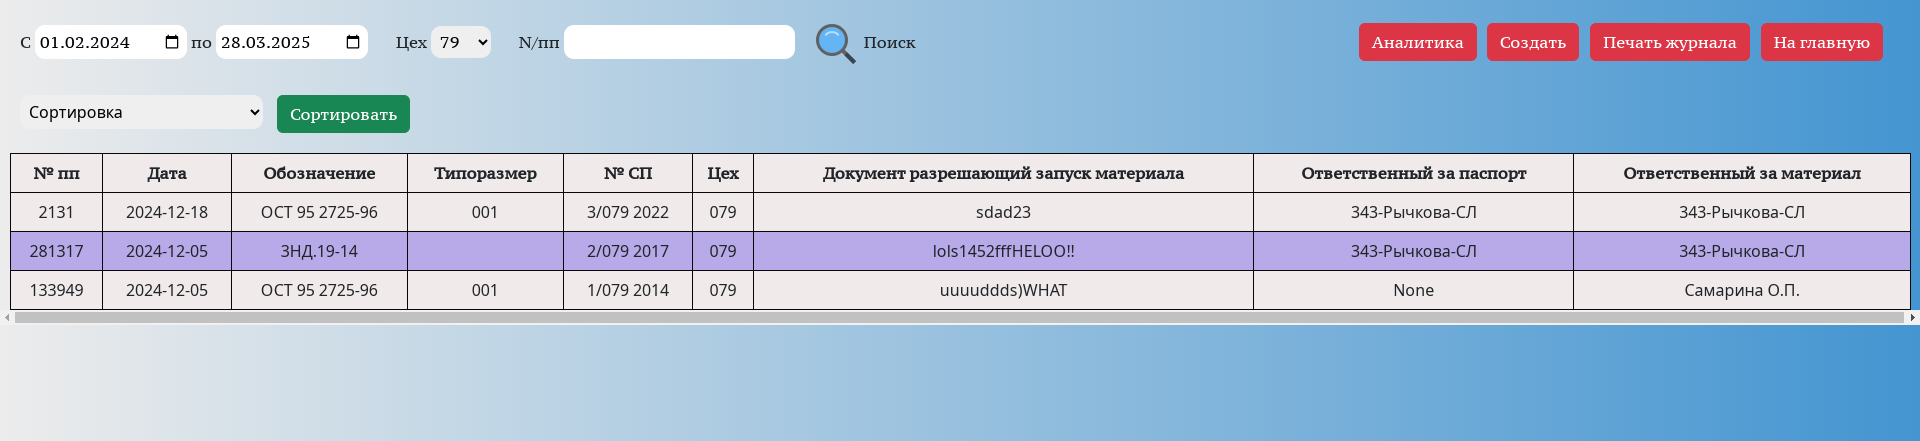 С 01.02.2024 по 28.03.2025 Цех 79 N/пп Поиск Аналитика Создать Печать журнала На главную
Сортировка Сортировать
№ пп Дата Обозначение Типоразмер № СП Цех Документ разрешающий запуск материала Ответственный за паспорт Ответственный за материал
2131 2024-12-18 ОСТ 95 2725-96 001 3/079 2022 079 sdad23 343-Рычкова-СЛ 343-Рычкова-СЛ
281317 2024-12-05 ЗНД.19-14 2/079 2017 079 lols1452fffHELOO!! 343-Рычкова-СЛ 343-Рычкова-СЛ
133949 2024-12-05 ОСТ 95 2725-96 001 1/079 2014 079 uuuuddds)WHAT None Самарина О.П.